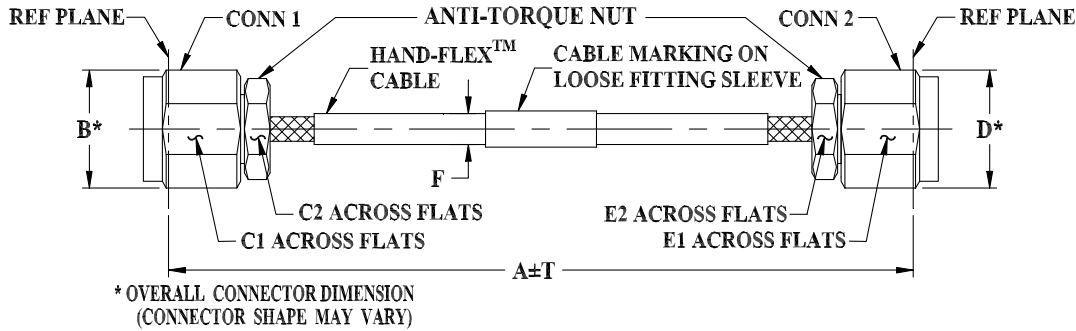 REF PLANE
CONN 1
ANTI-TORQUE NUT
CONN 2
REF PLANE
HAND-FLEX™
CABLE
CABLE MARKING ON
LOOSE FITTING SLEEVE
B*
D*
F
C2 ACROSS FLATS
E2 ACROSS FLATS
C1 ACROSS FLATS
E1 ACROSS FLATS
A±T
* OVERALL CONNECTOR DIMENSION
(CONNECTOR SHAPE MAY VARY)